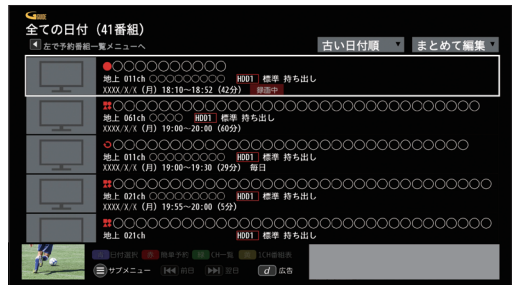 全ての日付（41番組）
左で予約番組一覧メニューへ
古い日付順
まとめて編集
○○○○○○○○○○
地上 011ch ○○○○○○○○○ HDD1 標準 持ち出し
XXXX/X/X (月) 18:10～18:52 (42分) 録画中
○○○○○○○○○○○○○○○○○○○○○○○○○○○○○○○○○
地上 061ch ○○○○ HDD1 標準 持ち出し
XXXX/X/X (月) 19:00～20:00 (60分)
○○○○○○○○○○○○○○○○○○○○○○○○○○○○○○○○
地上 011ch ○○○○○○○○○ HDD1 標準 持ち出し
XXXX/X/X (月) 19:00～19:30 (29分) 毎日
○○○○○○○○○○○○○○○○○○○○○○○○○○○○○○○○○○
地上 021ch ○○○○○○○○○ HDD1 標準 持ち出し
XXXX/X/X (月) 19:55～20:00 (5分)
○○○○○○○○○○○○○○○○○○○○○○○○○○○○○○○○○○
地上 021ch HDD1 標準 持ち出し
日付選択 簡単予約 CH一覧 1CH番組表
サブメニュー 前日 翌日 d 広告